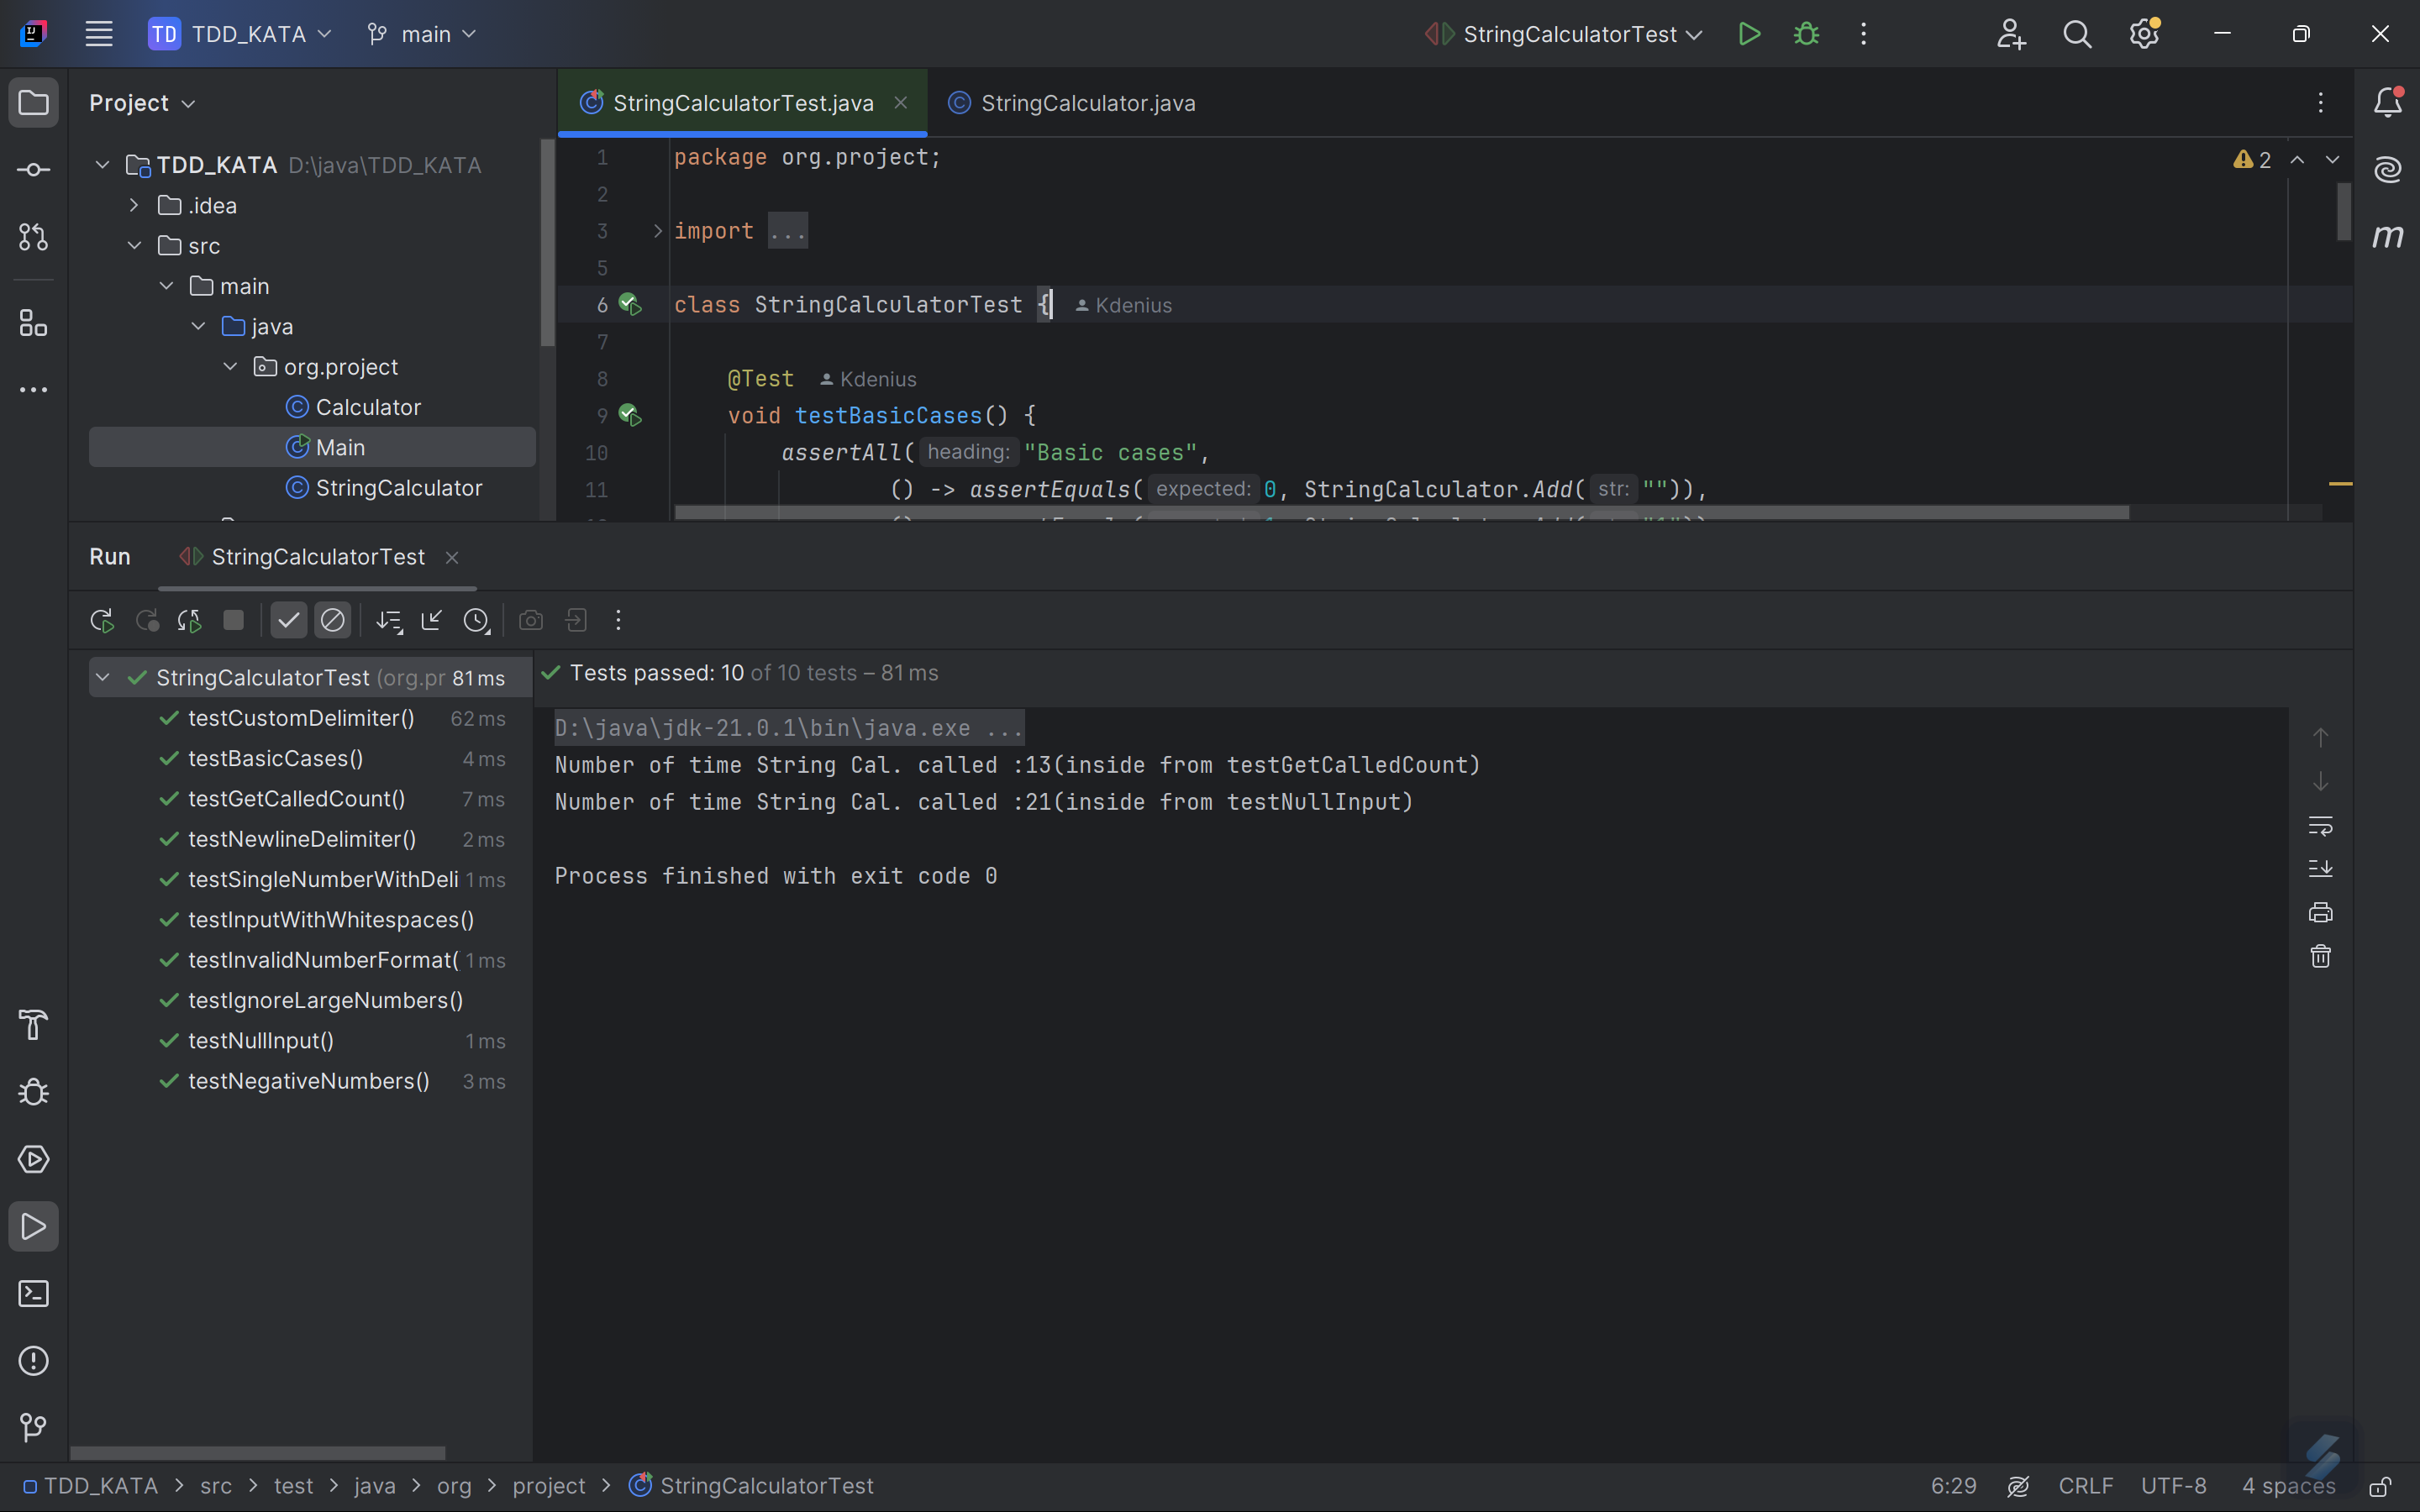 TD TDD_KATA main StringCalculatorTest
Project
TDD_KATA D:\java\TDD_KATA
.idea
src
main
java
org.project
Calculator
Main
StringCalculator
StringCalculatorTest.java StringCalculator.java
1 package org.project;
2
3 import ...
5
6 class StringCalculatorTest { Kdenius
7
8 @Test Kdenius
9 void testBasicCases() {
10 assertAll( heading: "Basic cases",
11 () -> assertEquals( expected: 0, StringCalculator.Add( str: "")),
2
Run StringCalculatorTest
StringCalculatorTest (org.pr 81 ms
testCustomDelimiter() 62 ms
testBasicCases() 4 ms
testGetCalledCount() 7 ms
testNewlineDelimiter() 2 ms
testSingleNumberWithDeli 1 ms
testInputWithWhitespaces()
testInvalidNumberFormat( 1 ms
testIgnoreLargeNumbers()
testNullInput() 1 ms
testNegativeNumbers() 3 ms
Tests passed: 10 of 10 tests – 81 ms
D:\java\jdk-21.0.1\bin\java.exe ...
Number of time String Cal. called :13(inside from testGetCalledCount)
Number of time String Cal. called :21(inside from testNullInput)
Process finished with exit code 0
TDD_KATA > src > test > java > org > project > StringCalculatorTest
6:29 CRLF UTF-8 4 spaces